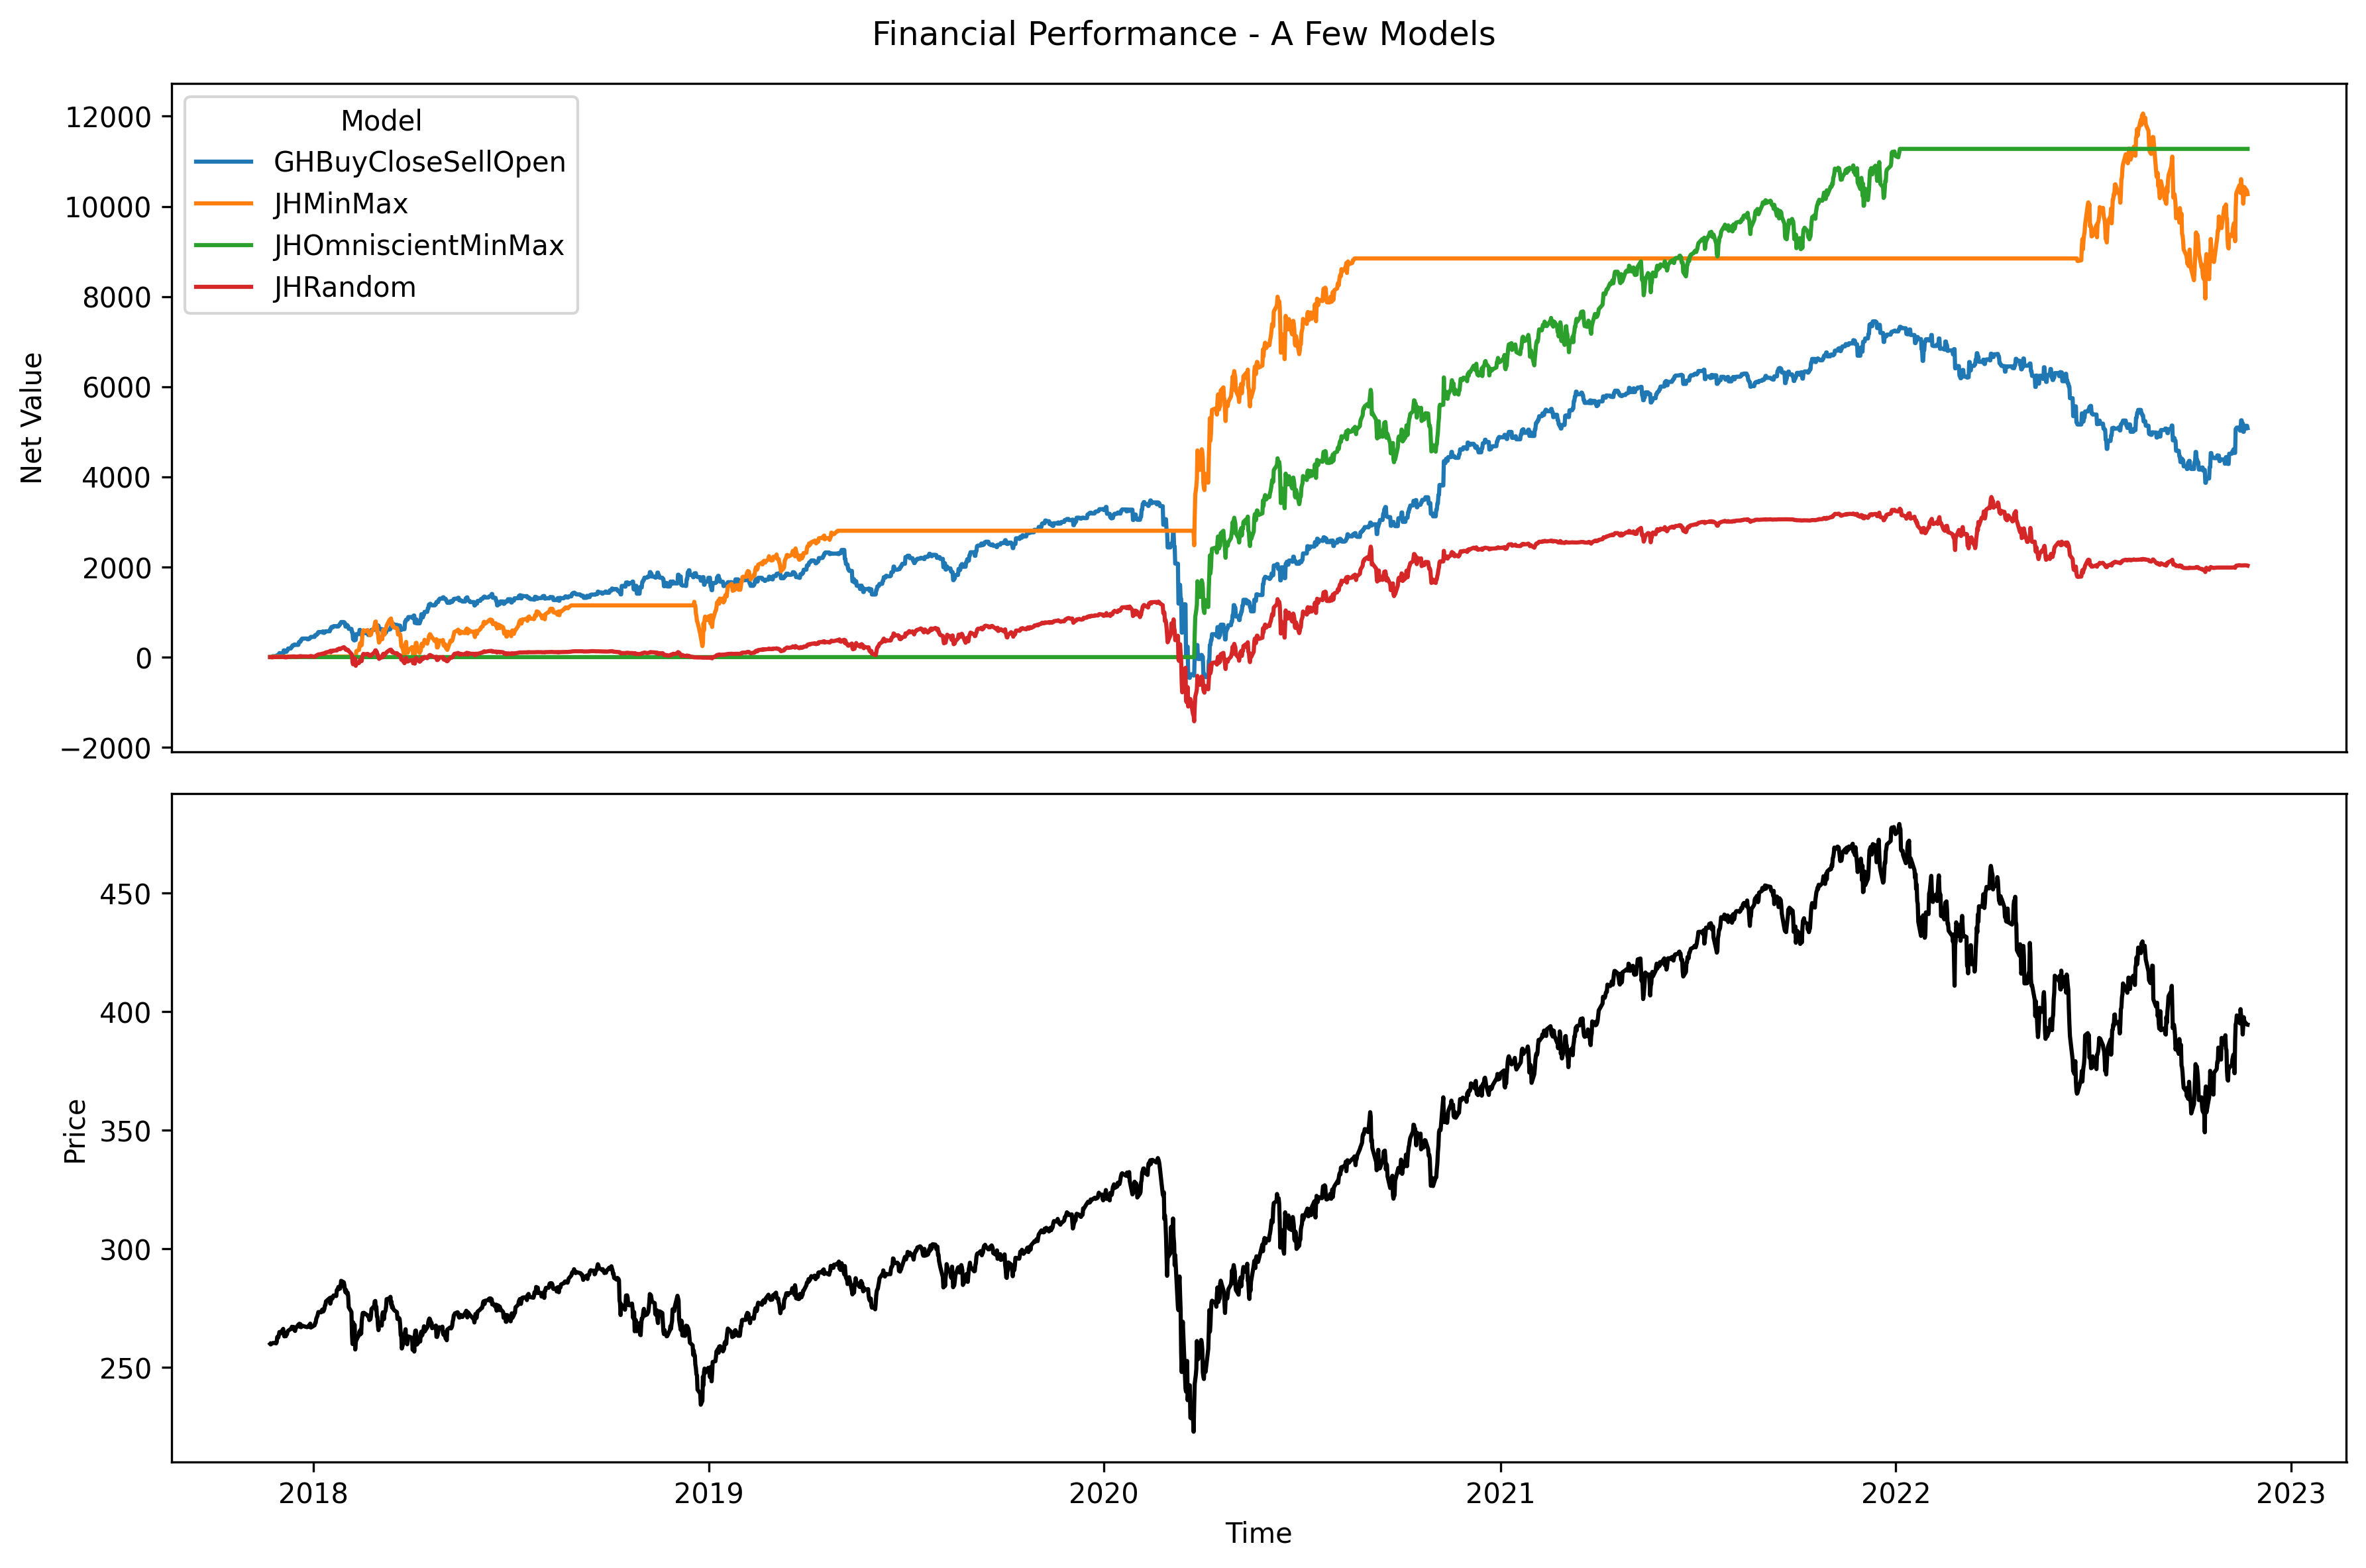 Financial Performance - A Few Models
Model
GHBuyCloseSellOpen
JHMinMax
JHOmniscientMinMax
JHRandom
12000
10000
8000
6000
4000
2000
0
−2000
Net Value
450
400
350
300
250
Price
2018 2019 2020 2021 2022 2023
Time